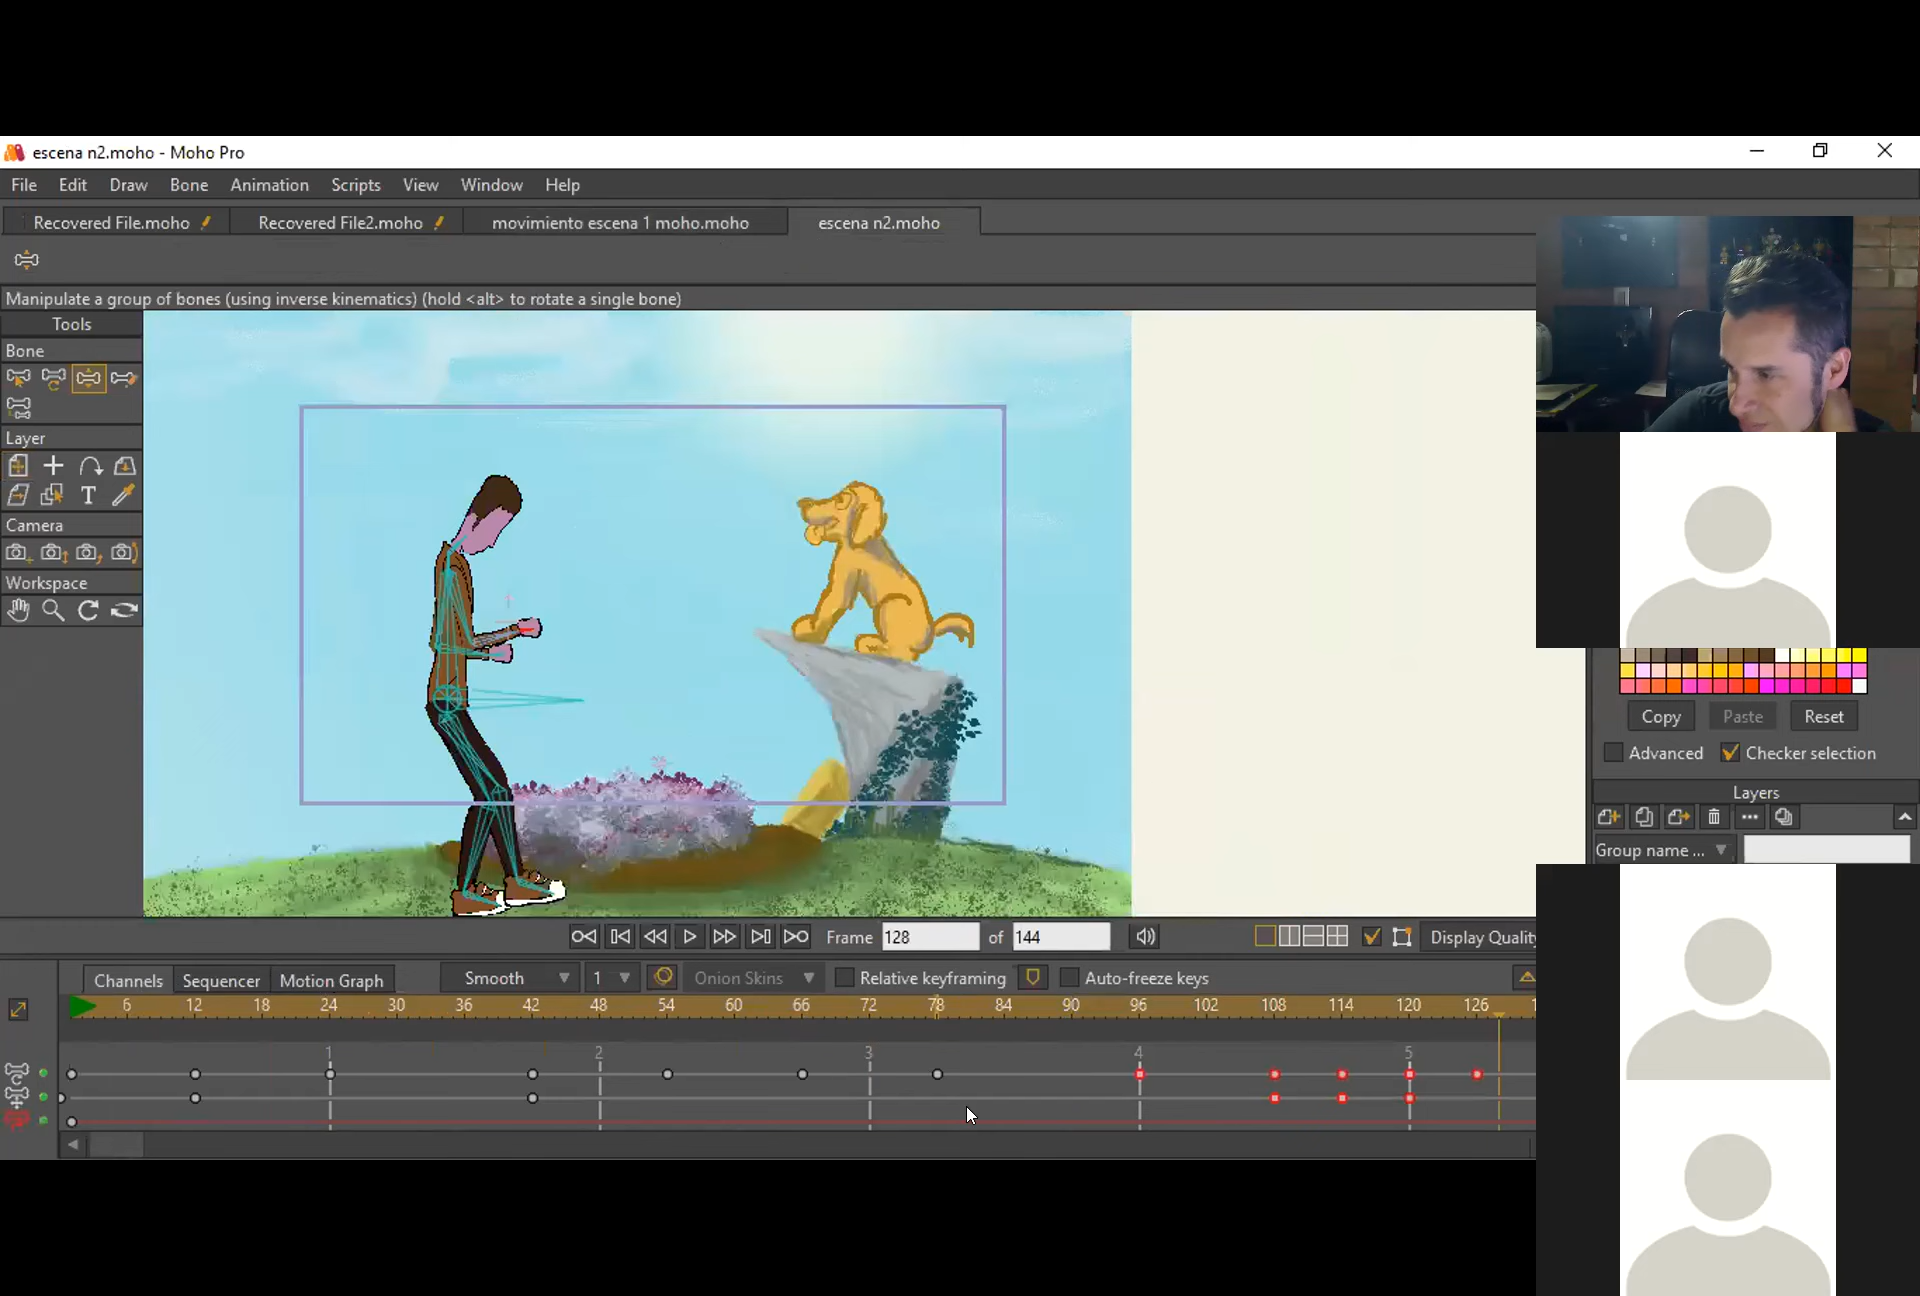 escena n2.moho - Moho Pro
File Edit Draw Bone Animation Scripts View Window Help
Recovered File.moho Recovered File2.moho movimiento escena 1 moho.moho escena n2.moho
Manipulate a group of bones (using inverse kinematics) (hold <alt> to rotate a single bone)
Tools
Bone
Layer
T
Camera
Workspace
Copy Paste Reset
Advanced Checker selection
Layers
Group name ...
Frame 128 of 144 Display Quality
Channels Sequencer Motion Graph Smooth 1 Onion Skins Relative keyframing Auto-freeze keys
6 12 18 24 30 36 42 48 54 60 66 72 78 84 90 96 102 108 114 120 126
1 2 3 4 5